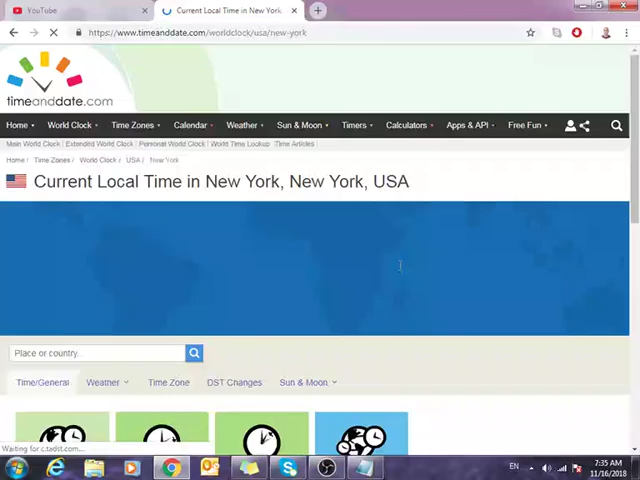 YouTube
Current Local Time in New York,
https://www.timeanddate.com/worldclock/usa/new-york
timeanddate.com
Home World Clock Time Zones Calendar Weather Sun & Moon Timers Calculators Apps & API Free Fun
Main World Clock Extended World Clock Personal World Clock World Time Lookup Time Articles
Home / Time Zones / World Clock / USA / New York
Current Local Time in New York, New York, USA
Place or country...
Time/General Weather Time Zone DST Changes Sun & Moon
Waiting for c.tadst.com...
EN 7:35 AM
11/16/2018